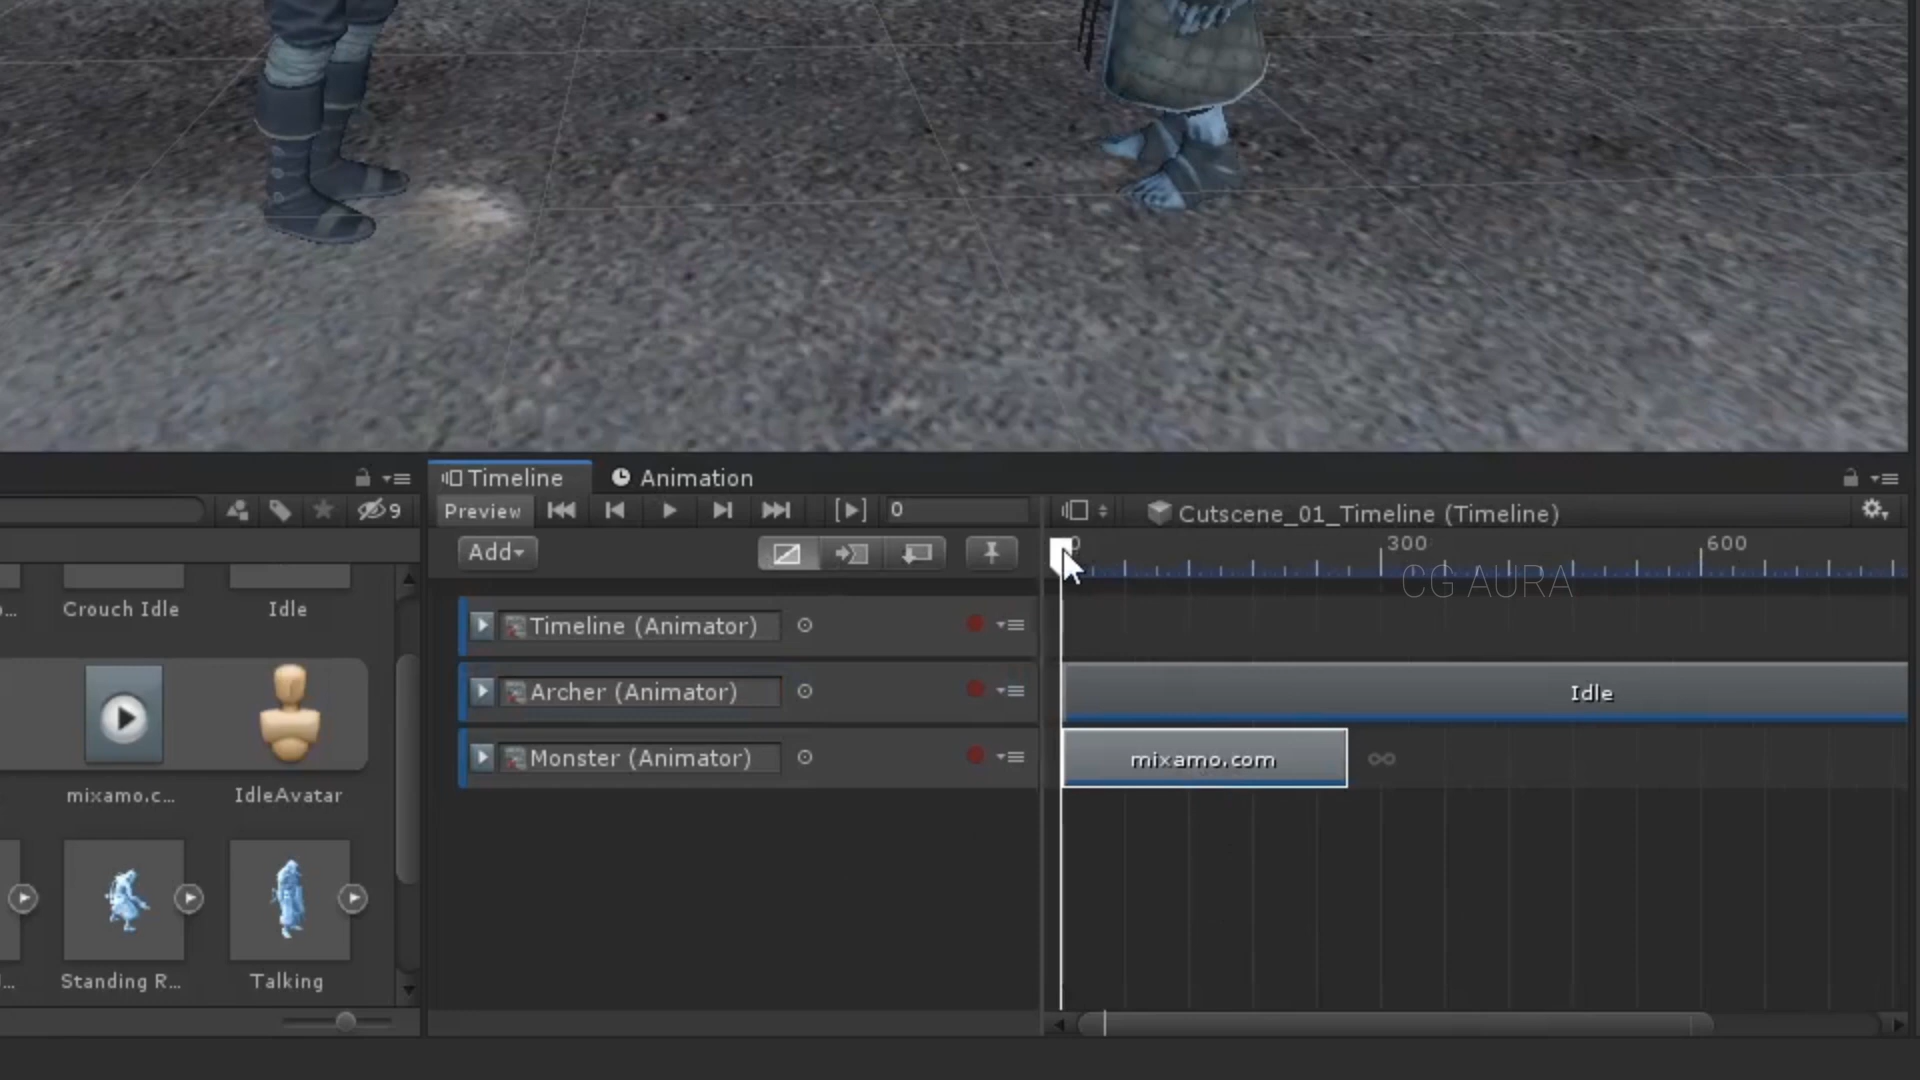 Timeline
Animation
Preview
0
Cutscene_01_Timeline (Timeline)
9
Add
0
300
600
CG AURA
Timeline (Animator)
Archer (Animator)
Idle
Monster (Animator)
mixamo.com
Crouch Idle
Idle
mixamo.c...
IdleAvatar
Standing R...
Talking